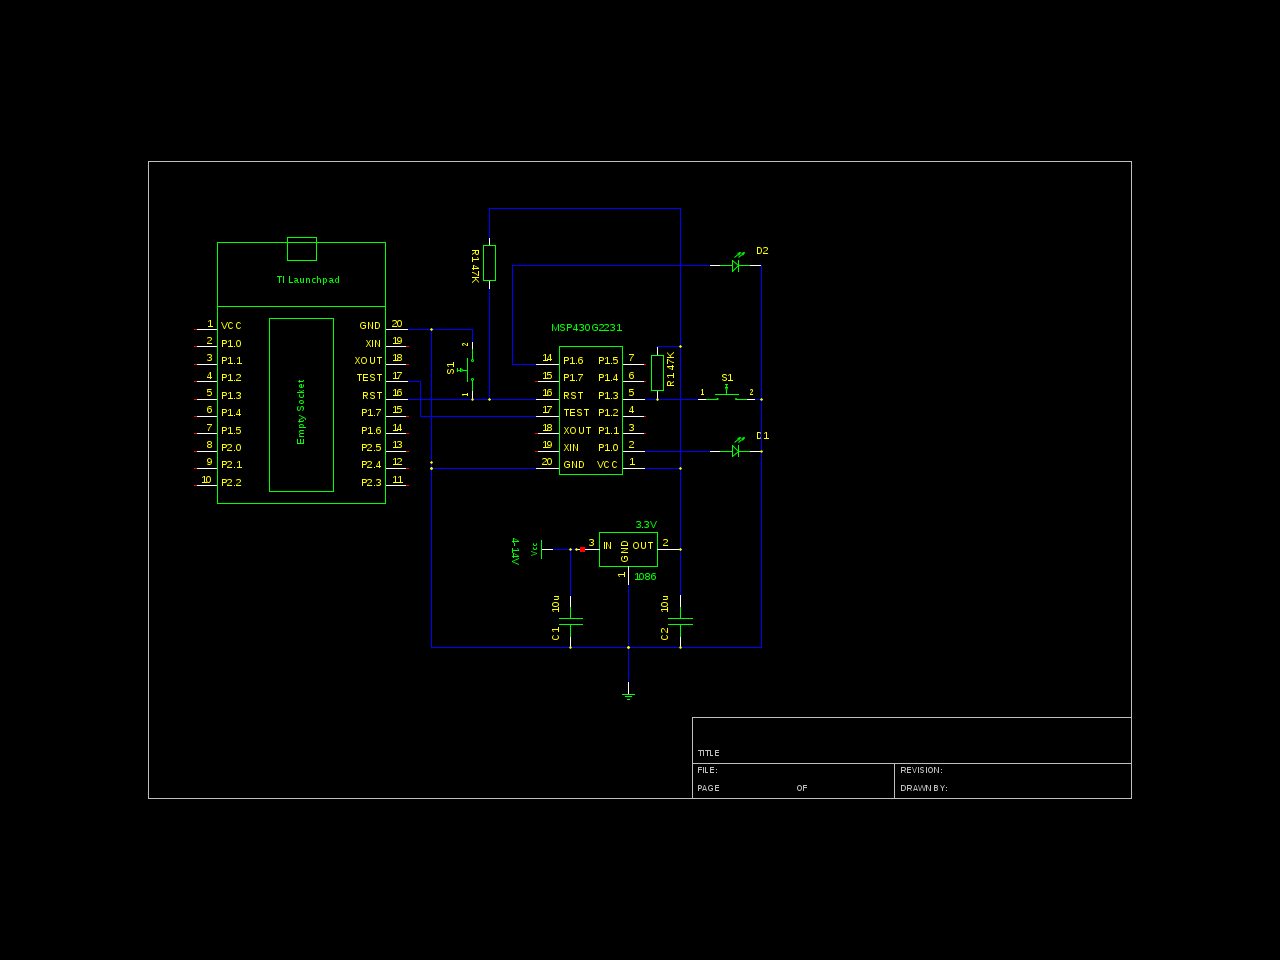 D2
R1 47K
TI Launchpad
MSP430G2231
1 VCC GND 20
2 P1.0 XIN 19
3 P1.1 XOUT 18
4 P1.2 TEST 17
5 P1.3 RST 16
6 P1.4 P1.7 15
7 P1.5 P1.6 14
8 P2.0 P2.5 13
9 P2.1 P2.4 12
10 P2.2 P2.3 11
Empty Socket
2
S1
1
14 P1.6 P1.5 7
15 P1.7 P1.4 6
16 RST P1.3 5
17 TEST P1.2 4
18 XOUT P1.1 3
19 XIN P1.0 2
20 GND VCC 1
R1 47K
S1
1 2
D1
3.3V
4-14V
Vcc
3 IN GND OUT 2
1
1086
C1 10u
C2 10u
TITLE
FILE:
REVISION:
PAGE OF
DRAWN BY: